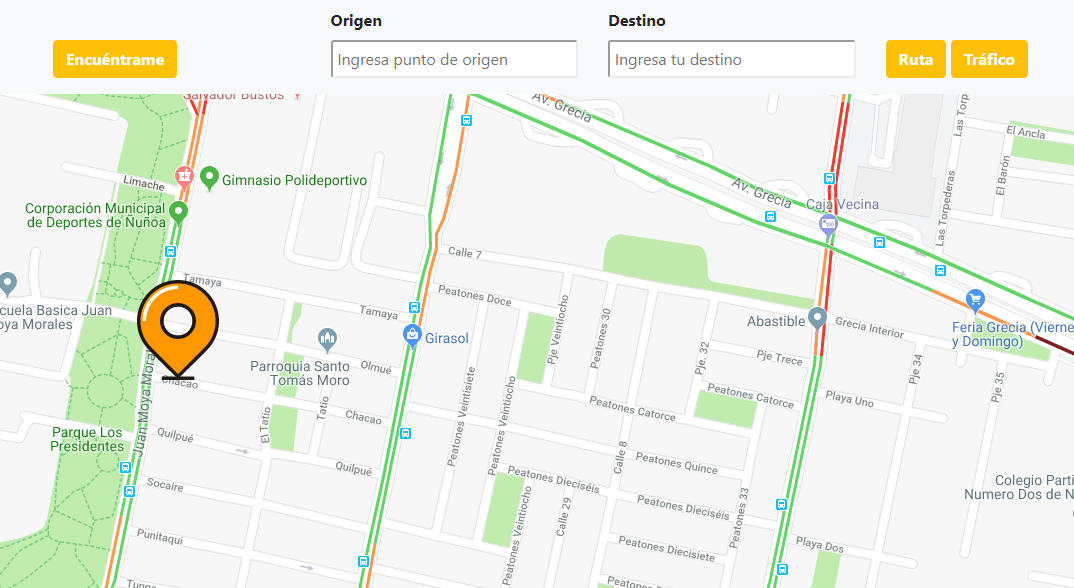 Origen
Destino
Encuéntrame
Ingresa punto de origen
Ingresa tu destino
Ruta
Tráfico
Salvador Bustos
Av. Grecia
Las Torp
El Ancla
Limache
Gimnasio Polideportivo
Av. Grecia
El Barón
Corporación Municipal
de Deportes de Ñuñoa
Caja Vecina
Las Torpederas
Calle 7
Tamaya
Peatones Doce
cuela Basica Juan
oya Morales
Tamaya
Pje Veintiocho
Peatones 30
Abastible
Grecia Interior
Feria Grecia (Vierne
y Domingo)
Girasol
Parroquia Santo
Tomás Moro
Olmué
Pje. 32
Pje Trece
Pje 34
Pje 35
Chacao
Juan Moya Mora
Peatones Veintisiete
Peatones Veintiocho
Peatones Catorce
Peatones Catorce
Playa Uno
El Tatio
Tatio
Chacao
Parque Los
Presidentes
Quilpué
Quilpué
Calle 8
Peatones Quince
Socaire
Peatones Dieciséis
Peatones Dieciséis
Colegio Parti
Numero Dos de N
Peatones Veintiocho
Calle 29
Peatones 33
Punitaqui
Peatones Diecisiete
Playa Dos
Tunga
Peatones